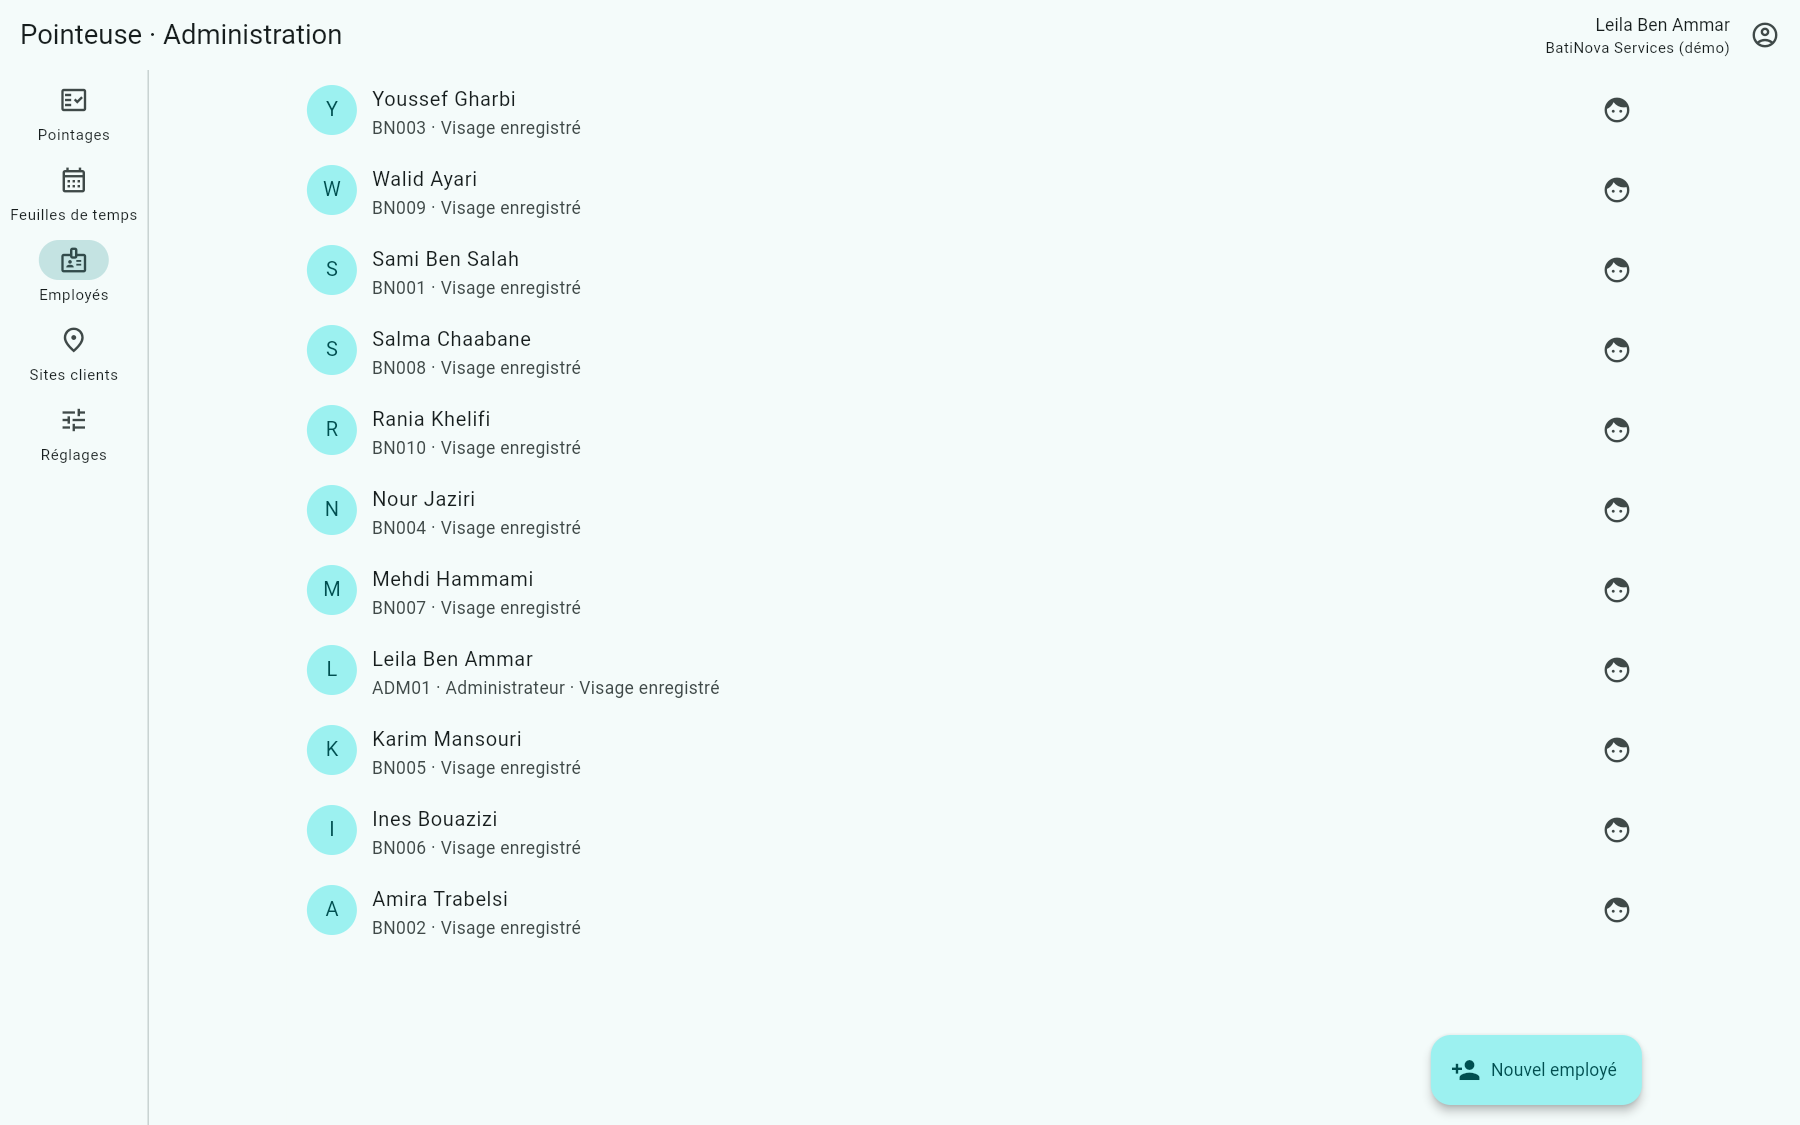 Pointeuse · Administration
Leila Ben Ammar
BatiNova Services (démo)
Pointages
Feuilles de temps
Employés
Sites clients
Réglages
Y
Youssef Gharbi
BN003 · Visage enregistré
W
Walid Ayari
BN009 · Visage enregistré
S
Sami Ben Salah
BN001 · Visage enregistré
S
Salma Chaabane
BN008 · Visage enregistré
R
Rania Khelifi
BN010 · Visage enregistré
N
Nour Jaziri
BN004 · Visage enregistré
M
Mehdi Hammami
BN007 · Visage enregistré
L
Leila Ben Ammar
ADM01 · Administrateur · Visage enregistré
K
Karim Mansouri
BN005 · Visage enregistré
I
Ines Bouazizi
BN006 · Visage enregistré
A
Amira Trabelsi
BN002 · Visage enregistré
Nouvel employé